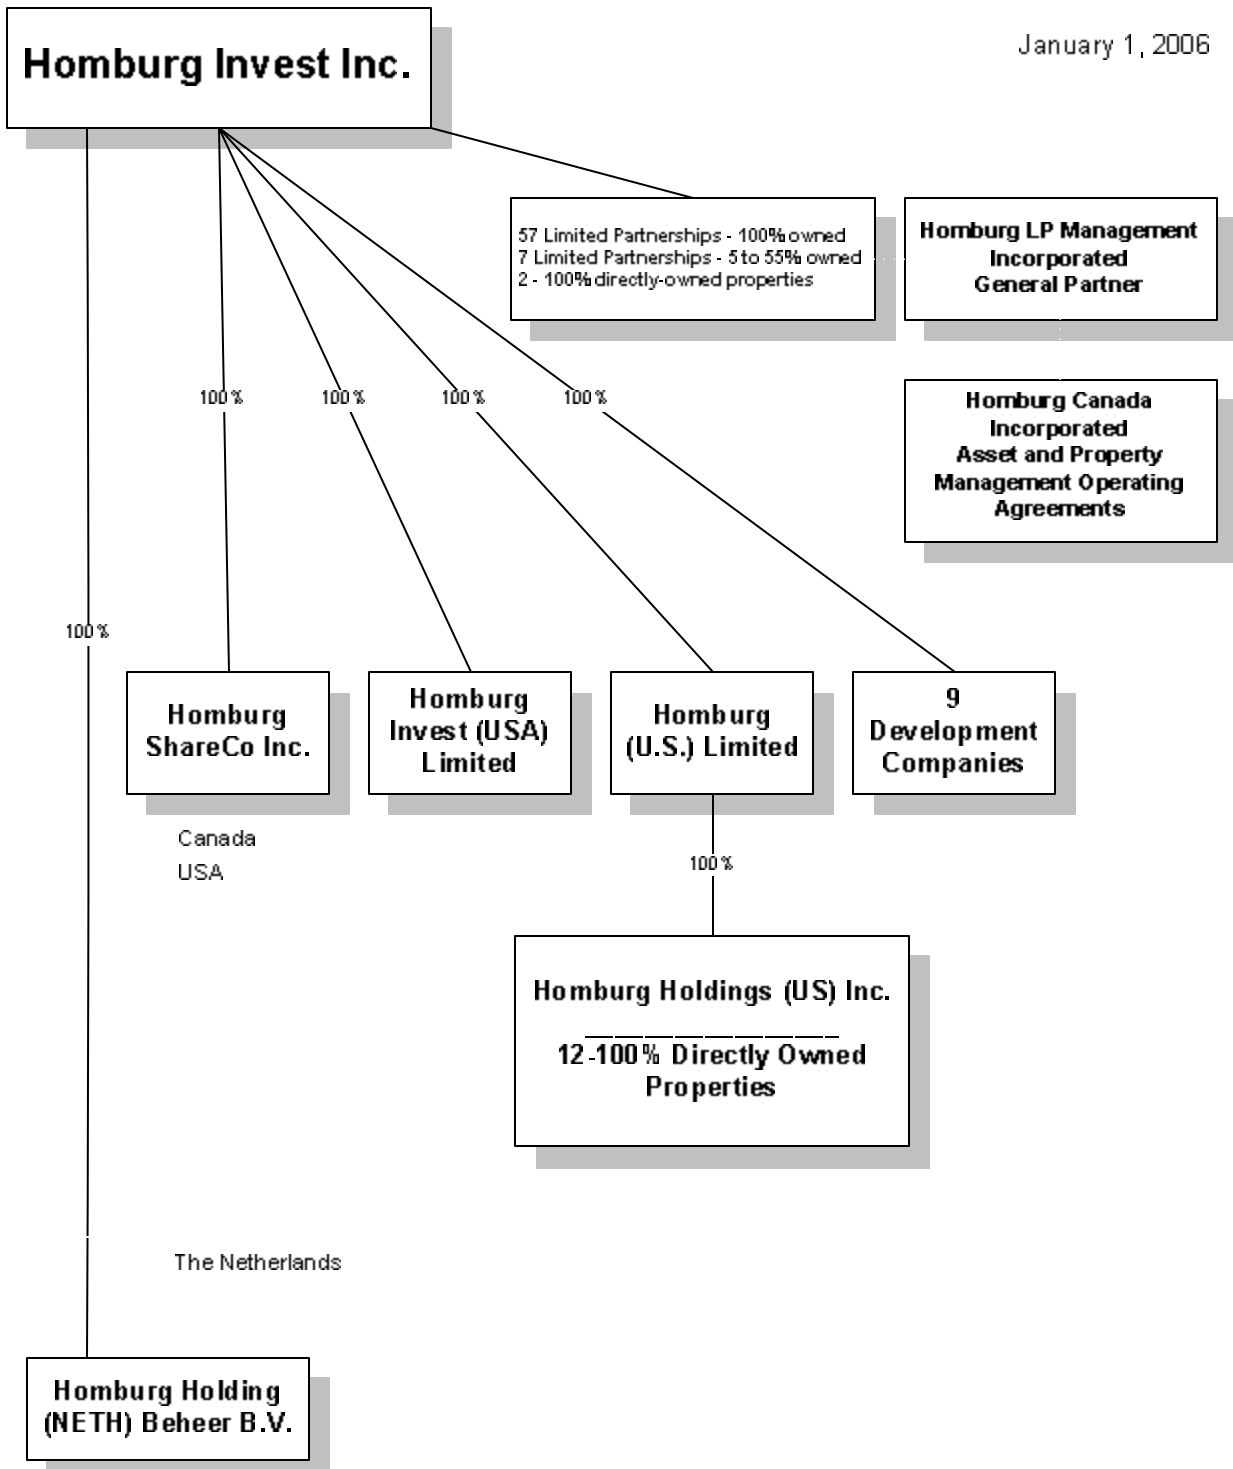 Homburg Invest Inc.
January 1, 2006
57 Limited Partnerships - 100% owned
7 Limited Partnerships - 5 to 55% owned
2 - 100% directly-owned properties
Homburg LP Management
Incorporated
General Partner
Homburg Canada
Incorporated
Asset and Property
Management Operating
Agreements
100%
100%
100%
100%
100%
Homburg
ShareCo Inc.
Homburg
Invest (USA)
Limited
Homburg
(U.S.) Limited
9
Development
Companies
Canada
USA
100%
Homburg Holdings (US) Inc.
12-100% Directly Owned
Properties
The Netherlands
Homburg Holding
(NETH) Beheer B.V.